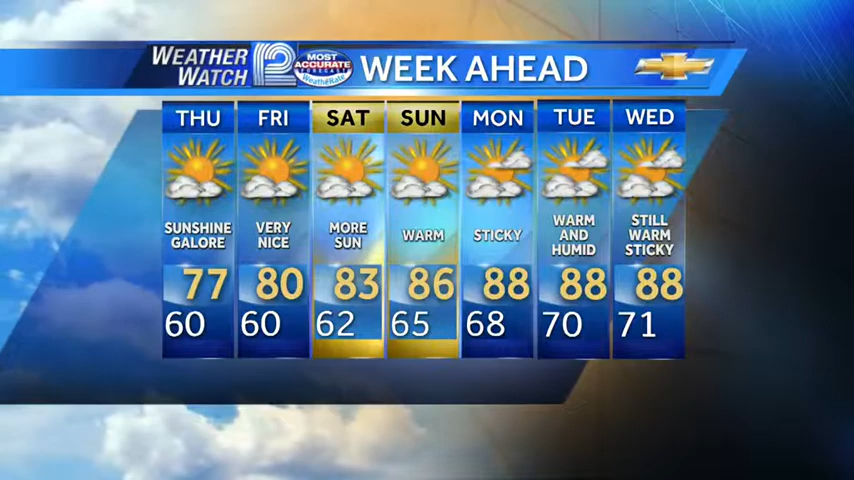 WEATHER WATCH 12 MOST ACCURATE FORECAST WeatheRate WEEK AHEAD
THU FRI SAT SUN MON TUE WED
SUNSHINE GALORE
VERY NICE
MORE SUN
WARM
STICKY
WARM AND HUMID
STILL WARM STICKY
77 80 83 86 88 88 88
60 60 62 65 68 70 71